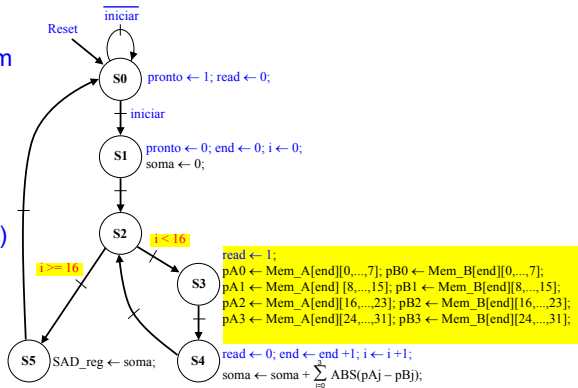 iniciar
Reset
m
S0 pronto ← 1; read ← 0;
iniciar
S1 pronto ← 0; end ← 0; i ← 0;
soma ← 0;
S2
)
i < 16
i >= 16
read ← 1;
pA0 ← Mem_A[end][0,...,7]; pB0 ← Mem_B[end][0,...,7];
S3 pA1 ← Mem_A[end] [8,...,15]; pB1 ← Mem_B[end][8,...,15];
pA2 ← Mem_A[end][16,...,23]; pB2 ← Mem_B[end][16,...,23];
pA3 ← Mem_A[end][24,...,31]; pB3 ← Mem_B[end][24,...,31];
S5 SAD_reg ← soma;
S4 read ← 0; end ← end +1; i ← i +1;
soma ← soma + 3∑i=0 ABS(pAj – pBj);